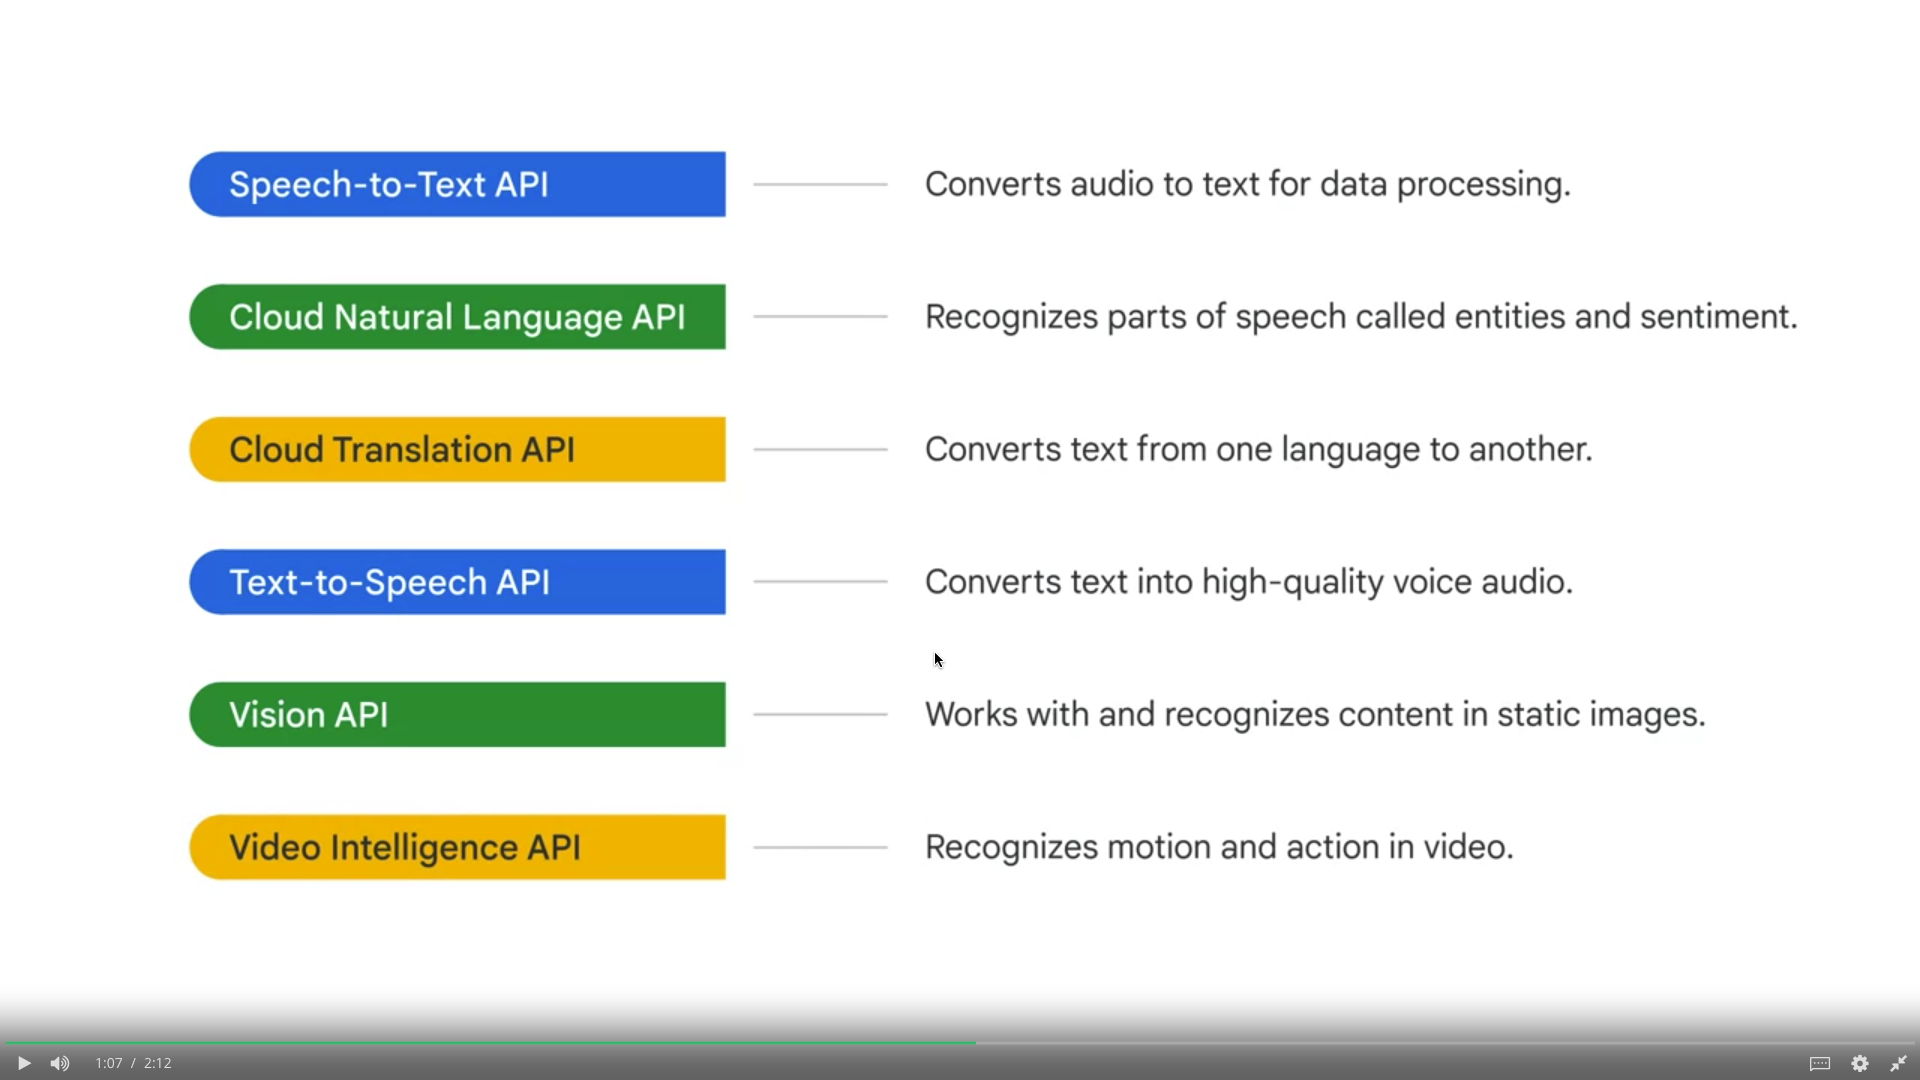 Speech-to-Text API
Converts audio to text for data processing.
Cloud Natural Language API
Recognizes parts of speech called entities and sentiment.
Cloud Translation API
Converts text from one language to another.
Text-to-Speech API
Converts text into high-quality voice audio.
Vision API
Works with and recognizes content in static images.
Video Intelligence API
Recognizes motion and action in video.
1:07 / 2:12